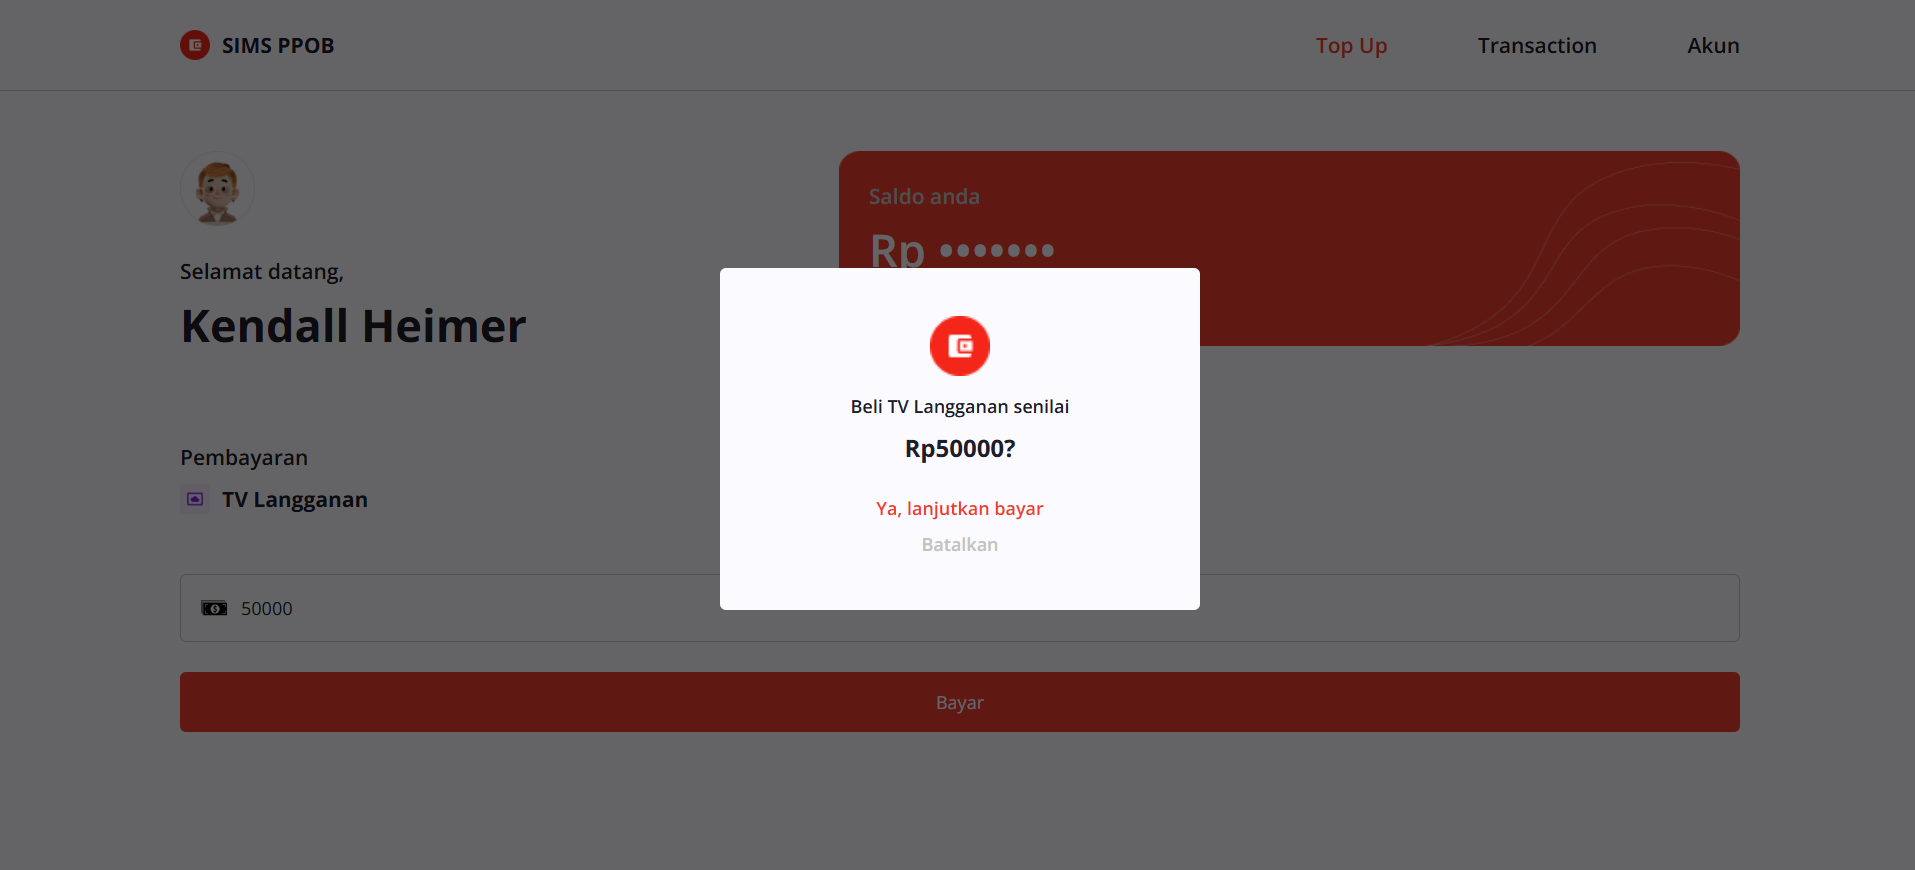 SIMS PPOB
Top Up
Transaction
Akun
Selamat datang,
Kendall Heimer
Saldo anda
Rp •••••••
Beli TV Langganan senilai
Rp50000?
Ya, lanjutkan bayar
Batalkan
Pembayaran
TV Langganan
50000
Bayar